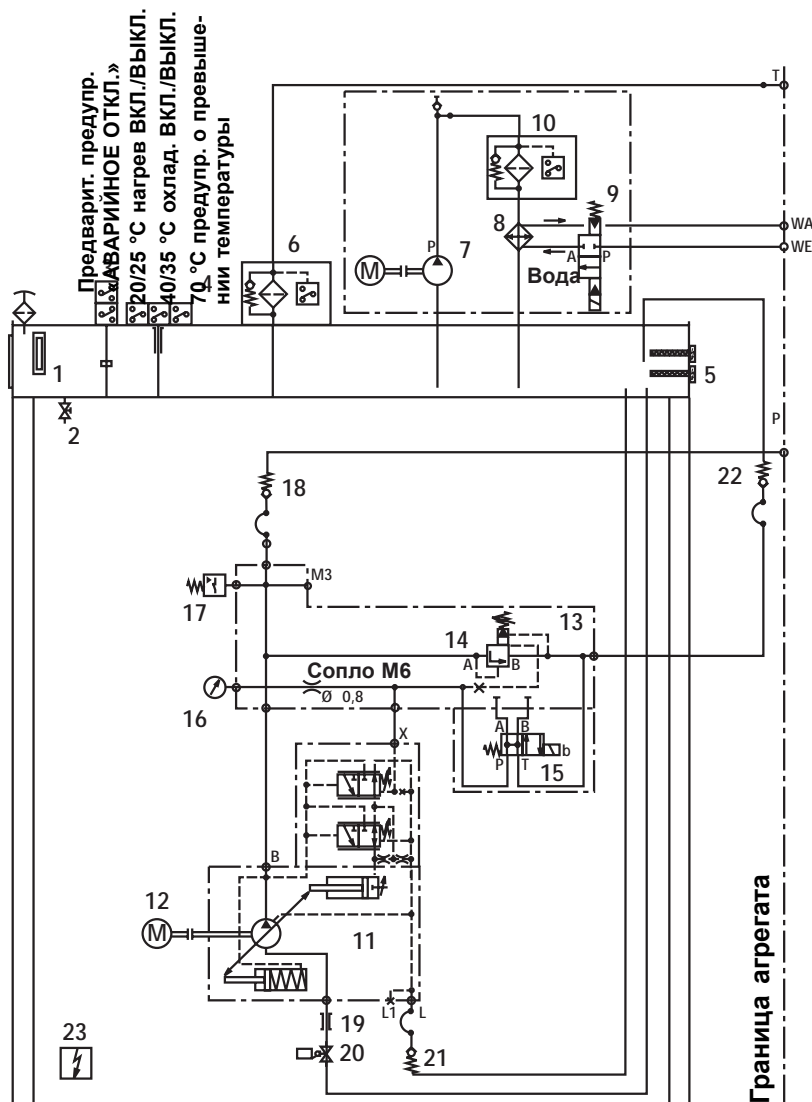 Предварит. предупр.
«АВАРИЙНОЕ ОТКЛ.»
20/25 °C нагрев ВКЛ./ВЫКЛ.
40/35 °C охлад. ВКЛ./ВЫКЛ.
70 °C предупр. о превыше-
нии температуры
T
10
9
WA
WE
8
P
7
M
A P
Вода
6
4
1
2
5
P
18
22
M3
17
13
14
A B
Сопло M6
Ø 0,8
16
X
A B
b
P T
15
B
12
M
11
L1 L
19
20
21
23
Граница агрегата